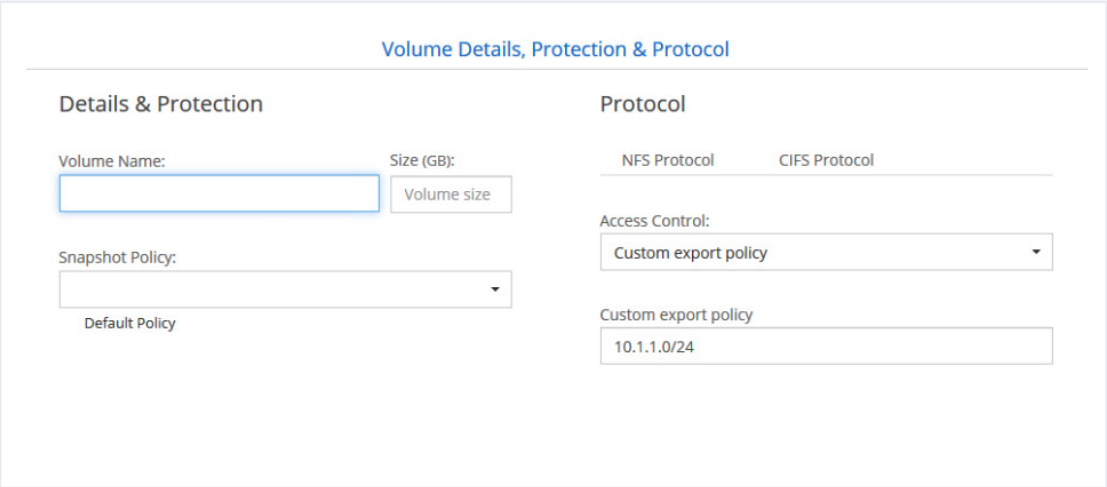 Volume Details, Protection & Protocol
Details & Protection
Volume Name:
Size (GB):
Volume size
Snapshot Policy:
Default Policy
Protocol
NFS Protocol
CIFS Protocol
Access Control:
Custom export policy
Custom export policy
10.1.1.0/24